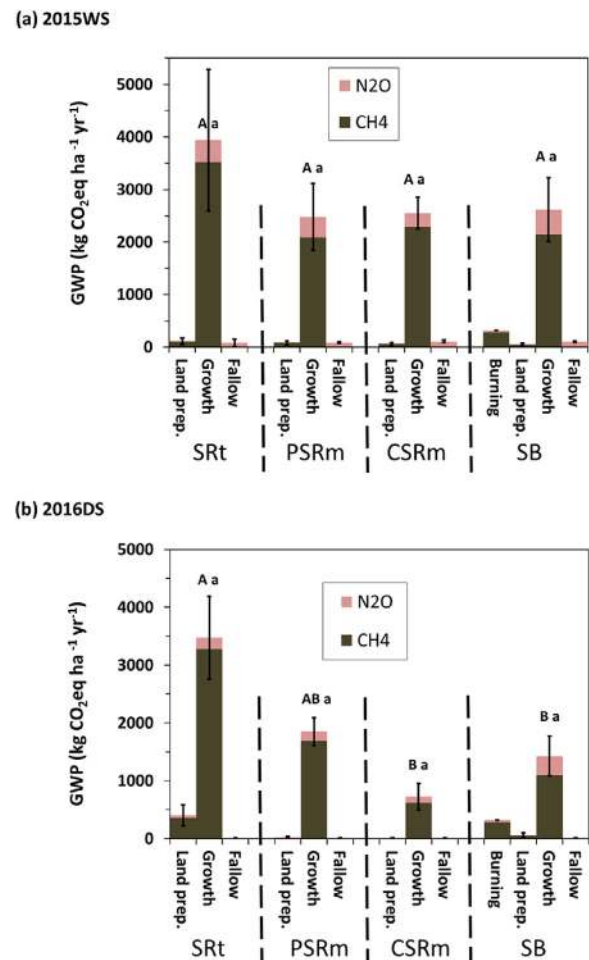 (a) 2015WS
GWP (kg CO2eq ha -1 yr-1)
5000
4000
3000
2000
1000
0
N2O
CH4
A a
A a
A a
A a
Land prep.
Growth
Fallow
Land prep.
Growth
Fallow
Land prep.
Growth
Fallow
Burning
Land prep.
Growth
Fallow
SRt
PSRm
CSRm
SB
(b) 2016DS
GWP (kg CO2eq ha -1 yr-1)
5000
4000
3000
2000
1000
0
N2O
CH4
A a
AB a
B a
B a
Land prep.
Growth
Fallow
Land prep.
Growth
Fallow
Land prep.
Growth
Fallow
Burning
Land prep.
Growth
Fallow
SRt
PSRm
CSRm
SB